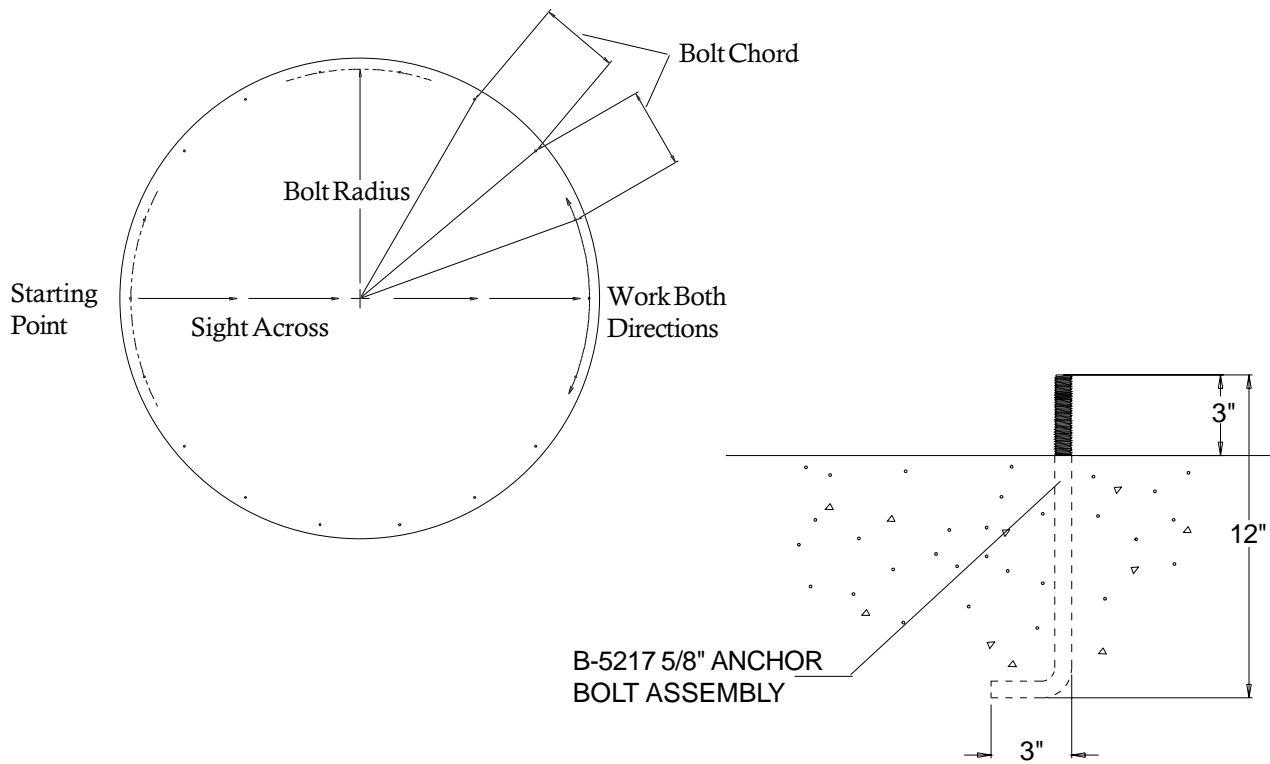 Bolt Chord
Bolt Radius
Starting
Point
Sight Across
Work Both
Directions
3"
12"
B-5217 5/8" ANCHOR
BOLT ASSEMBLY
3"